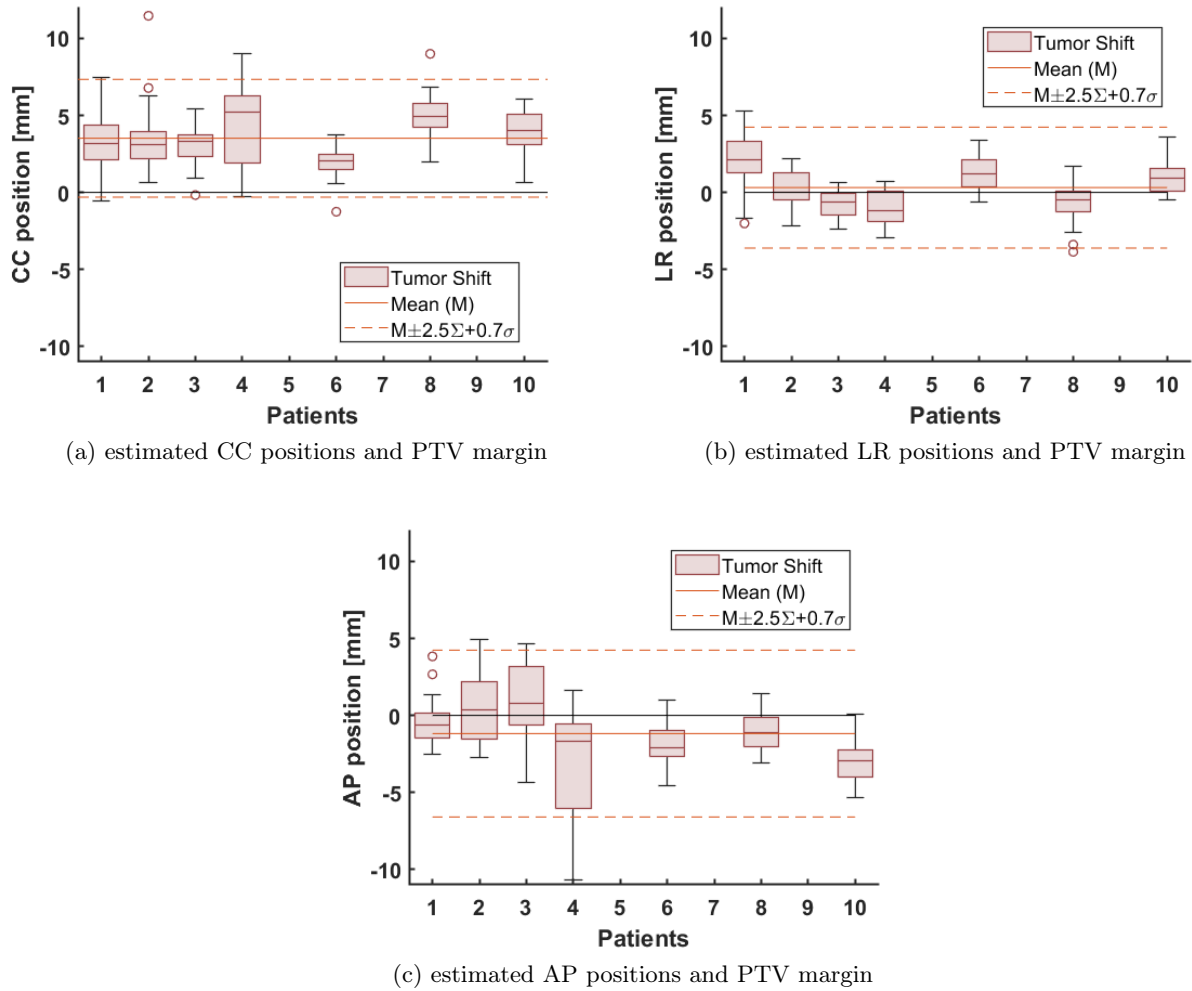 10
5
0
-5
-10
CC position [mm]
Tumor Shift
Mean (M)
M±2.5Σ+0.7σ
1 2 3 4 5 6 7 8 9 10
Patients
(a) estimated CC positions and PTV margin
10
5
0
-5
-10
LR position [mm]
Tumor Shift
Mean (M)
M±2.5Σ+0.7σ
1 2 3 4 5 6 7 8 9 10
Patients
(b) estimated LR positions and PTV margin
10
5
0
-5
-10
AP position [mm]
Tumor Shift
Mean (M)
M±2.5Σ+0.7σ
1 2 3 4 5 6 7 8 9 10
Patients
(c) estimated AP positions and PTV margin